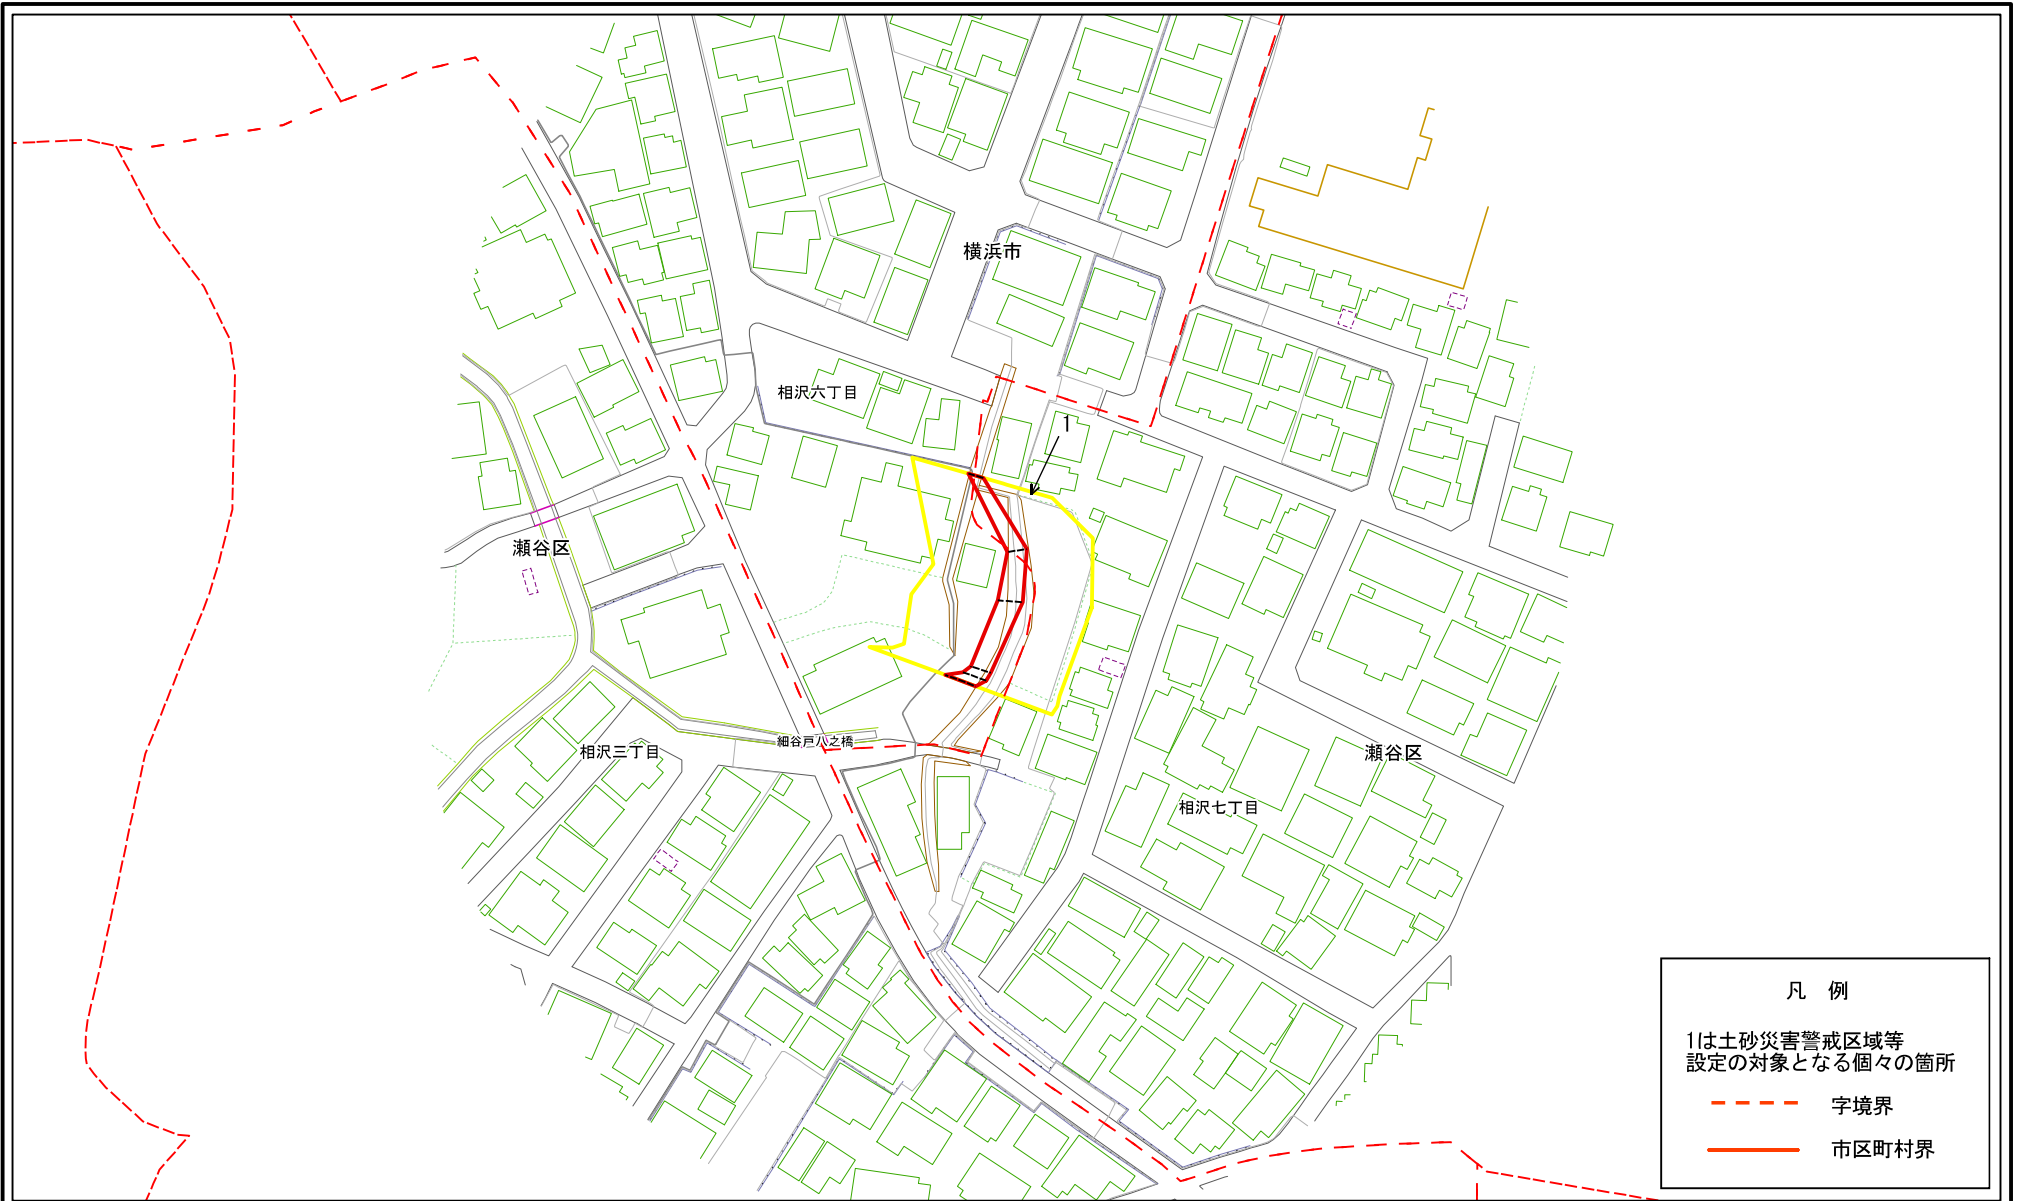 横浜市
相沢六丁目
1
瀬谷区
細谷戸八之橋
相沢三丁目
瀬谷区
相沢七丁目
凡　例
1は土砂災害警戒区域等
設定の対象となる個々の箇所
字境界
市区町村界